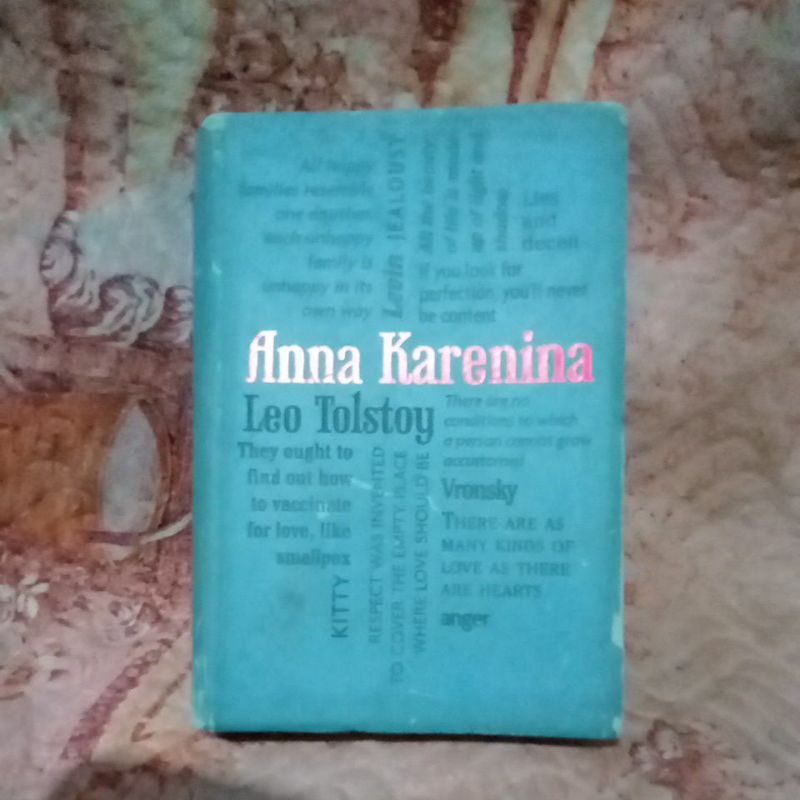 All happy
families resemble
one another,
each unhappy
family is
unhappy in its
own way
Levin JEALOUSY
All the variety
of life is made
up of light and
shadow
Lies
and
deceit
If you look for
perfection, you'll never
be content
Anna Karenina
Leo Tolstoy
They ought to
find out how
to vaccinate
for love, like
smallpox
KITTY
RESPECT WAS INVENTED
TO COVER THE EMPTY PLACE
WHERE LOVE SHOULD BE
There are no
conditions to which
a person cannot grow
accustomed
Vronsky
THERE ARE AS
MANY KINDS OF
LOVE AS THERE
ARE HEARTS
anger